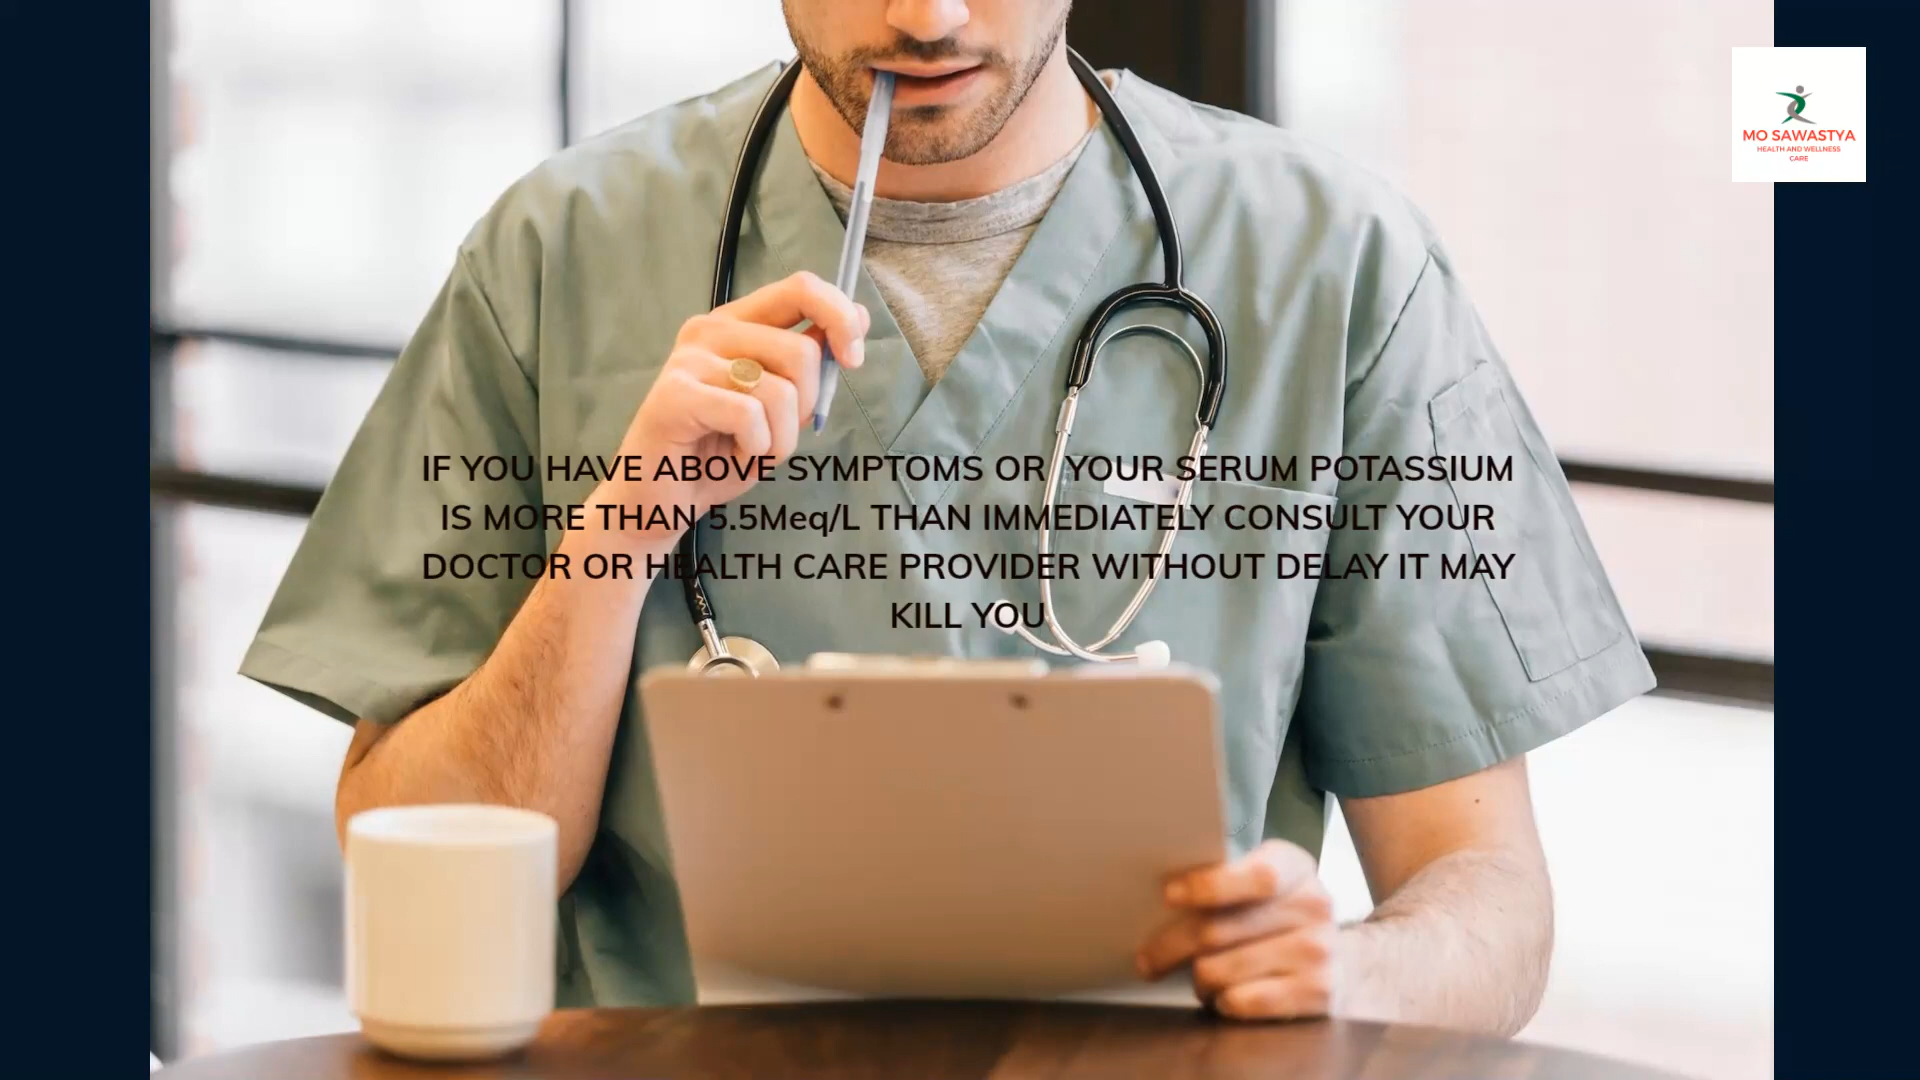 MO SAWASTYA
HEALTH AND WELLNESS
CARE
IF YOU HAVE ABOVE SYMPTOMS OR YOUR SERUM POTASSIUM
IS MORE THAN 5.5Meq/L THAN IMMEDIATELY CONSULT YOUR
DOCTOR OR HEALTH CARE PROVIDER WITHOUT DELAY IT MAY
KILL YOU